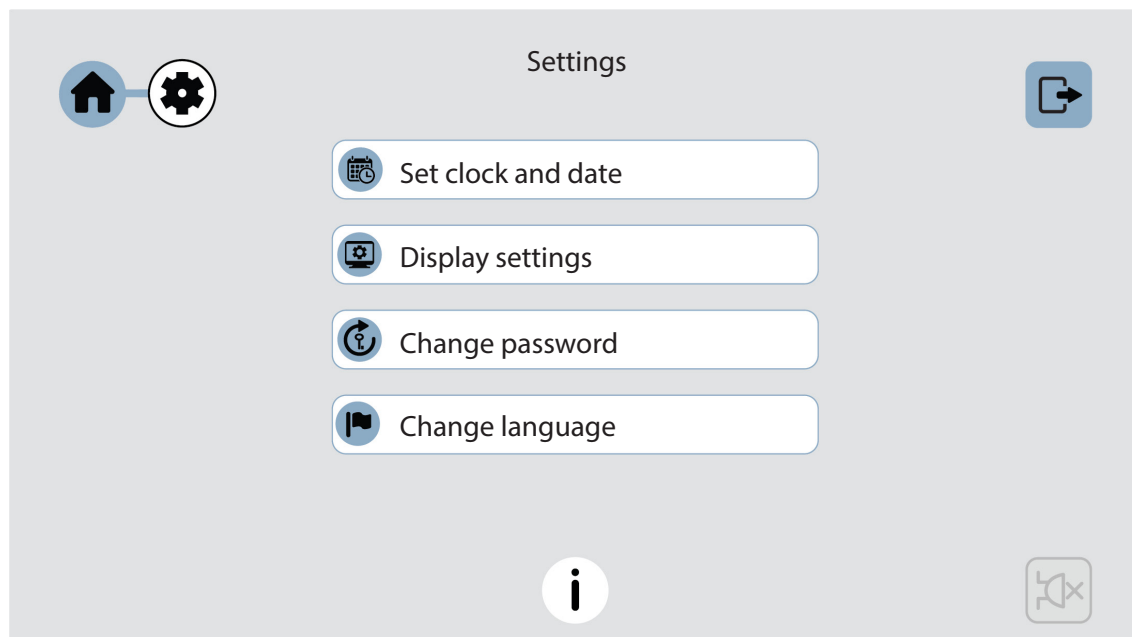 Settings
Set clock and date
Display settings
Change password
Change language
i